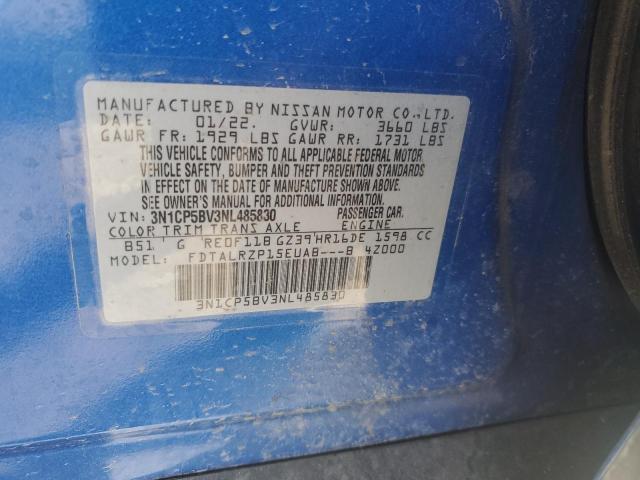 MANUFACTURED BY NISSAN MOTOR CO.,LTD.
DATE: 01/22. GVWR: 3660 LBS
GAWR FR: 1929 LBS GAWR RR: 1731 LBS
THIS VEHICLE CONFORMS TO ALL APPLICABLE FEDERAL MOTOR
VEHICLE SAFETY, BUMPER AND THEFT PREVENTION STANDARDS
IN EFFECT ON THE DATE OF MANUFACTURE SHOWN ABOVE.
SEE OWNER'S MANUAL FOR ADDITIONAL INFORMATION.
VIN: 3N1CP5BV3NL485830 PASSENGER CAR.
COLOR TRIM TRANS AXLE ENGINE
B51 G RE0F11B GZ39 HR16DE 1598 CC
MODEL: FDTALRZP15EUAB---B 4Z000
3N1CP5BV3NL485830